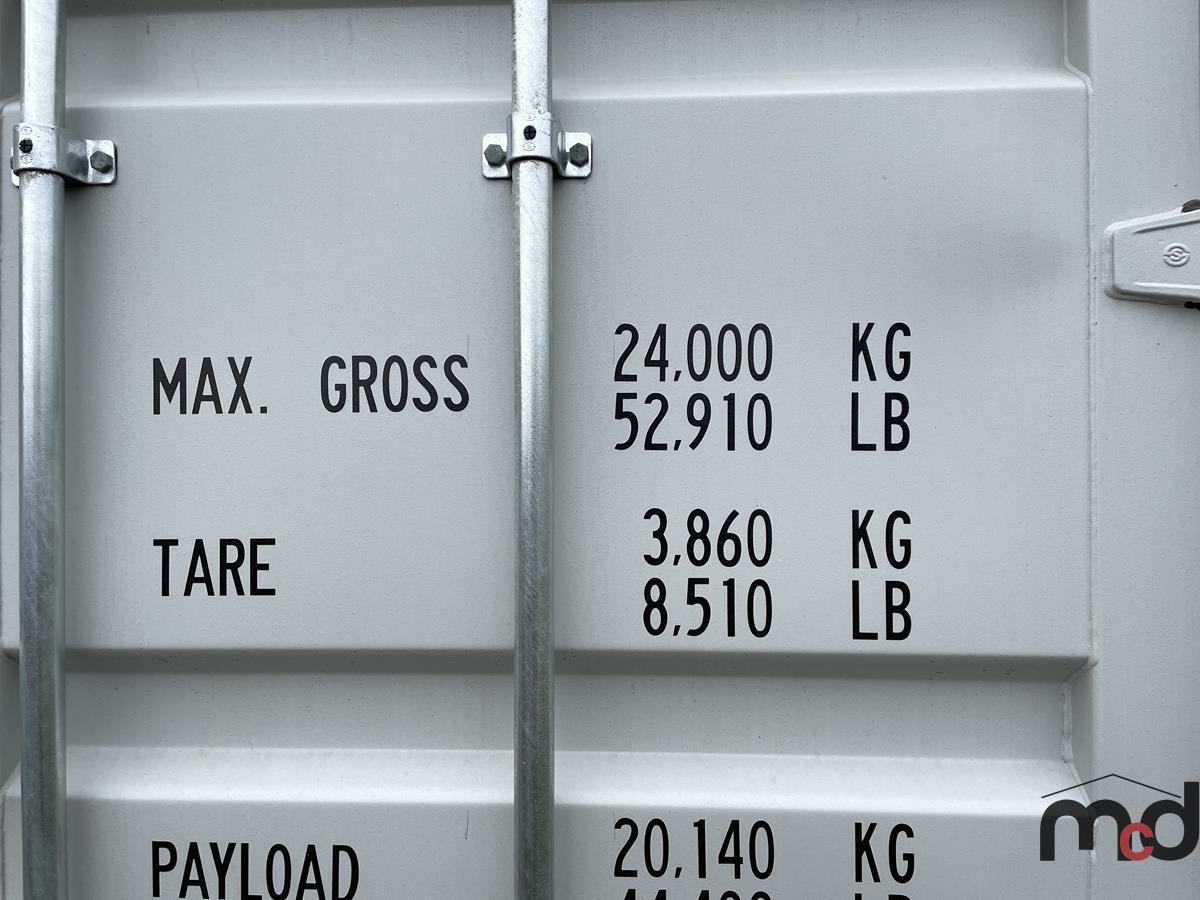 MAX. GROSS 24,000 KG
52,910 LB
TARE 3,860 KG
8,510 LB
PAYLOAD 20,140 KG
LB
mcd